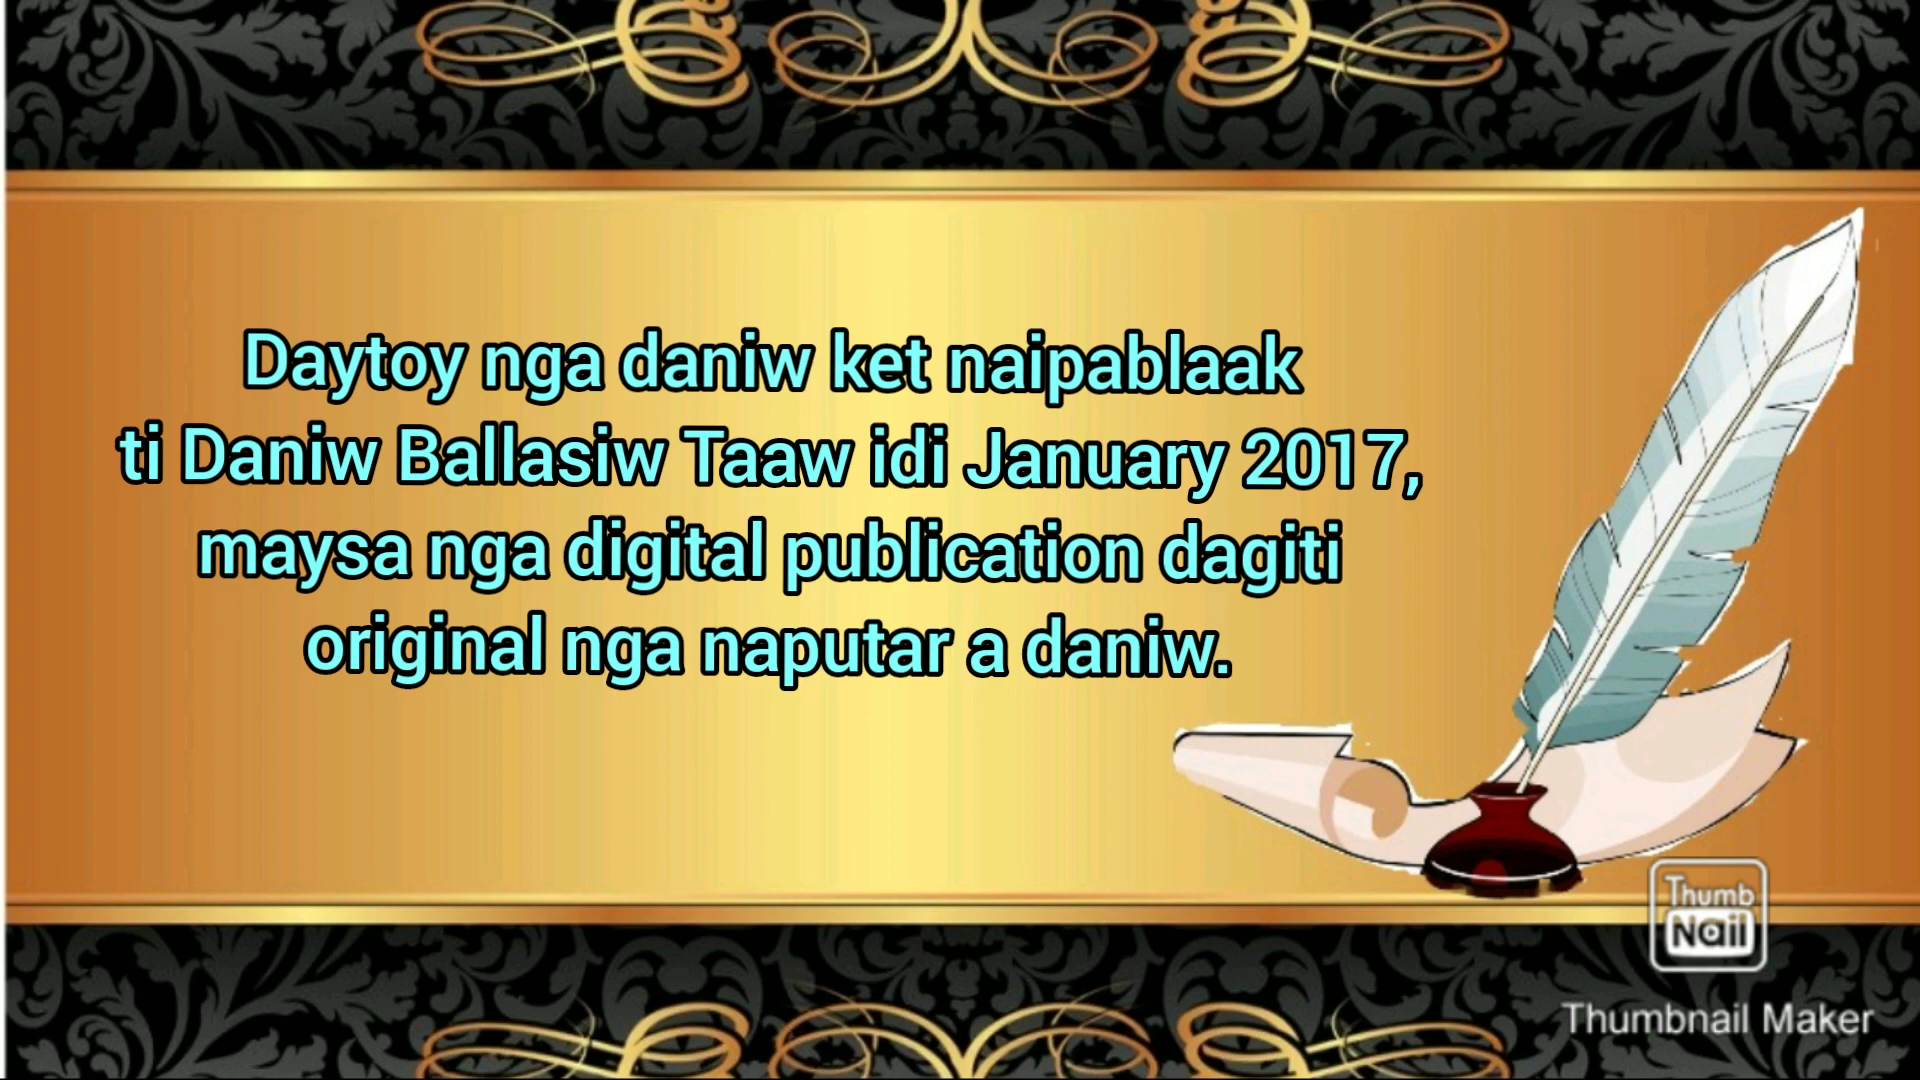 Daytoy nga daniw ket naipablaak
ti Daniw Ballasiw Taaw idi January 2017,
maysa nga digital publication dagiti
original nga naputar a daniw.
Thumb
Nail
Thumbnail Maker